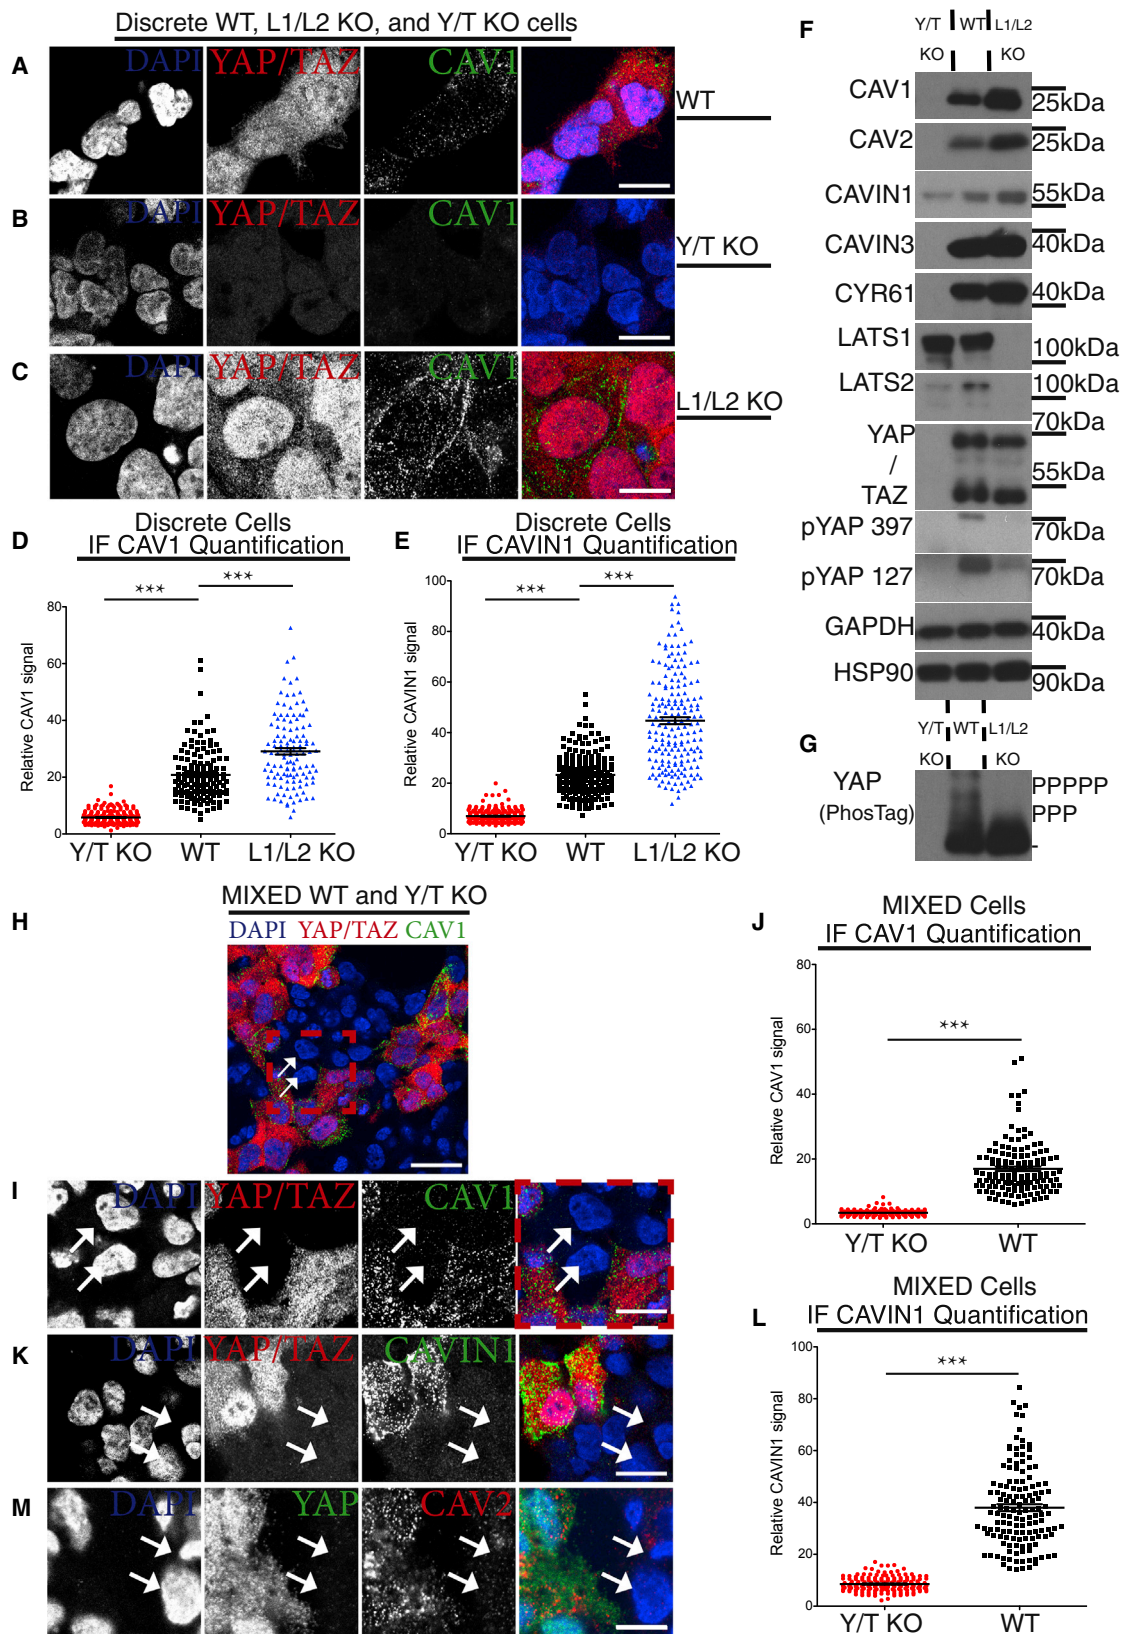 Discrete WT, L1/L2 KO, and Y/T KO cells
A
DAPI
YAP/TAZ
CAV1
WT
B
DAPI
YAP/TAZ
CAV1
Y/T KO
C
DAPI
YAP/TAZ
CAV1
L1/L2 KO
D
Discrete Cells
IF CAV1 Quantification
***
***
Relative CAV1 signal
80
60
40
20
0
Y/T KO
WT
L1/L2 KO
E
Discrete Cells
IF CAVIN1 Quantification
***
***
Relative CAVIN1 signal
100
80
60
40
20
0
Y/T KO
WT
L1/L2 KO
F
Y/T KO
WT
L1/L2 KO
CAV1
25kDa
CAV2
25kDa
CAVIN1
55kDa
CAVIN3
40kDa
CYR61
40kDa
LATS1
100kDa
LATS2
100kDa
70kDa
YAP
/
TAZ
55kDa
pYAP 397
70kDa
pYAP 127
70kDa
GAPDH
40kDa
HSP90
90kDa
G
Y/T KO
WT
L1/L2 KO
YAP
(PhosTag)
PPPPP
PPP
-
H
MIXED WT and Y/T KO
DAPI YAP/TAZ CAV1
I
DAPI
YAP/TAZ
CAV1
J
MIXED Cells
IF CAV1 Quantification
***
Relative CAV1 signal
80
60
40
20
0
Y/T KO
WT
K
DAPI
YAP/TAZ
CAVIN1
L
MIXED Cells
IF CAVIN1 Quantification
***
Relative CAVIN1 signal
100
80
60
40
20
0
Y/T KO
WT
M
DAPI
YAP
CAV2